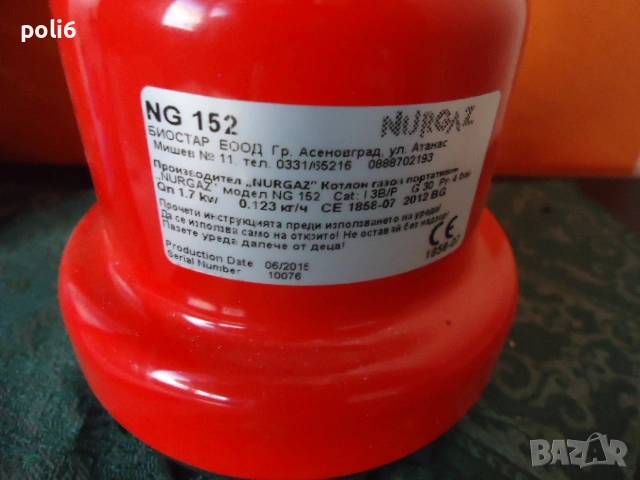 poli6
NG 152
NURGAZ
БИОСТАР ЕООД Гр. Асеновград, ул. Атанас
Мишев № 11, тел. 0331/65216 0888702193
Производител „NURGAZ" Котлон газов портативен
„NURGAZ" модел NG 152 Cat: I 3B/P G 30 Pr 4 bar
Qn 1.7 kw 0.123 кг/ч CE 1858-07 2012 BG
Прочети инструкцията преди използването на уреда!
Да се използва само на открито! Не оставяй без надзор!
Пазете уреда далече от деца!
CE
1858-07
Production Date 06/2015
Serial Number 10076
BAZAR